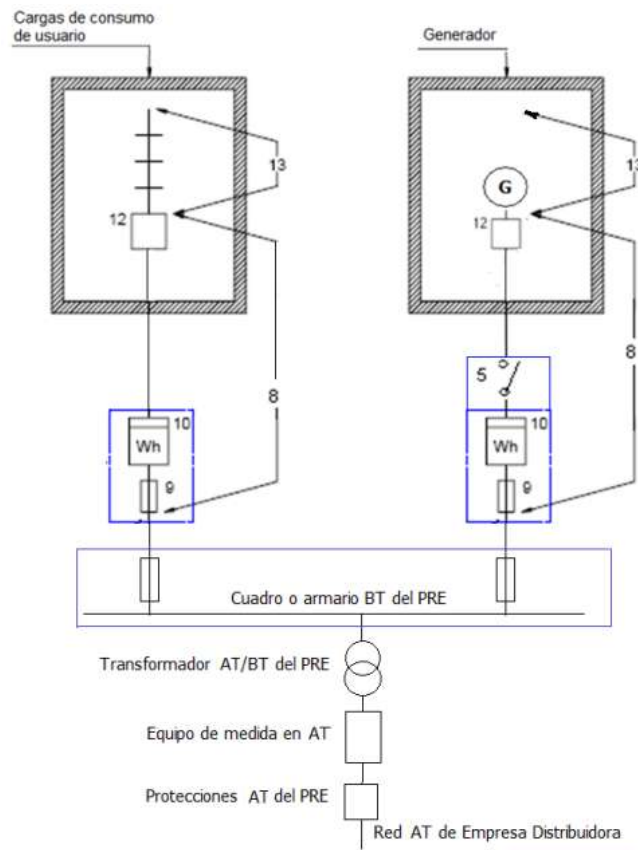 Cargas de consumo
de usuario
Generador
13
13
G
12
12
8
8
5
10
10
Wh
Wh
9
9
Cuadro o armario BT del PRE
Transformador AT/BT del PRE
Equipo de medida en AT
Protecciones AT del PRE
Red AT de Empresa Distribuidora